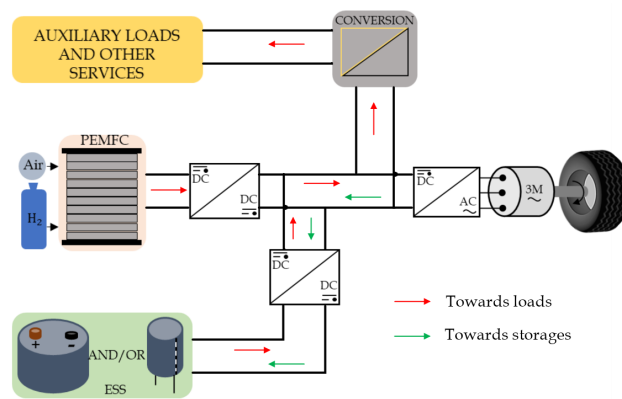 CONVERSION
AUXILIARY LOADS
AND OTHER
SERVICES
PEMFC
Air
H2
DC
DC
DC
AC
3M
DC
DC
+
-
AND/OR
ESS
Towards loads
Towards storages